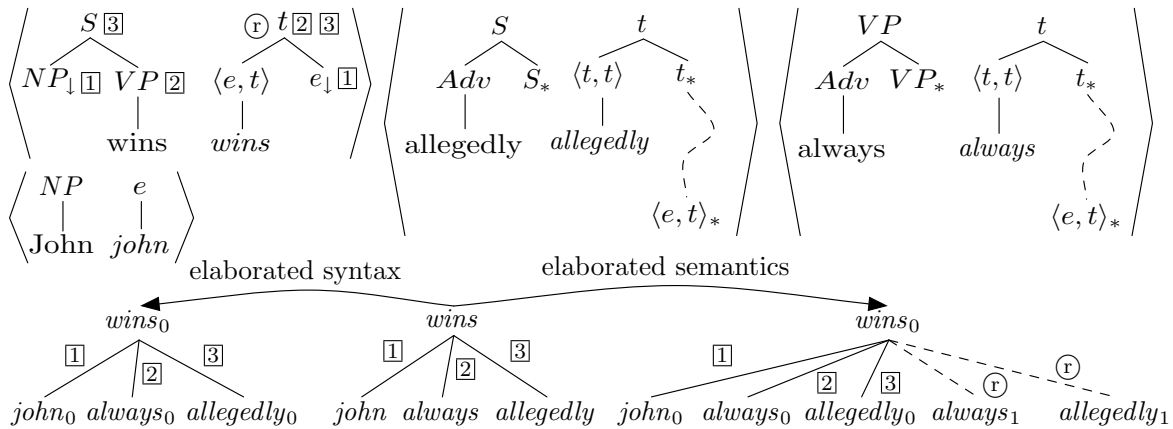 S 3 r t 2 3 S t VP t
NP↓ 1 VP 2 ⟨e, t⟩ e↓ 1 Adv S* ⟨t, t⟩ t* Adv VP* ⟨t, t⟩ t*
wins wins allegedly allegedly always always
NP e ⟨e, t⟩* ⟨e, t⟩*
John john
elaborated syntax elaborated semantics
wins₀ wins wins₀
1 2 3 1 2 3 1 2 3 r r
john₀ always₀ allegedly₀ john always allegedly john₀ always₀ allegedly₀ always₁ allegedly₁